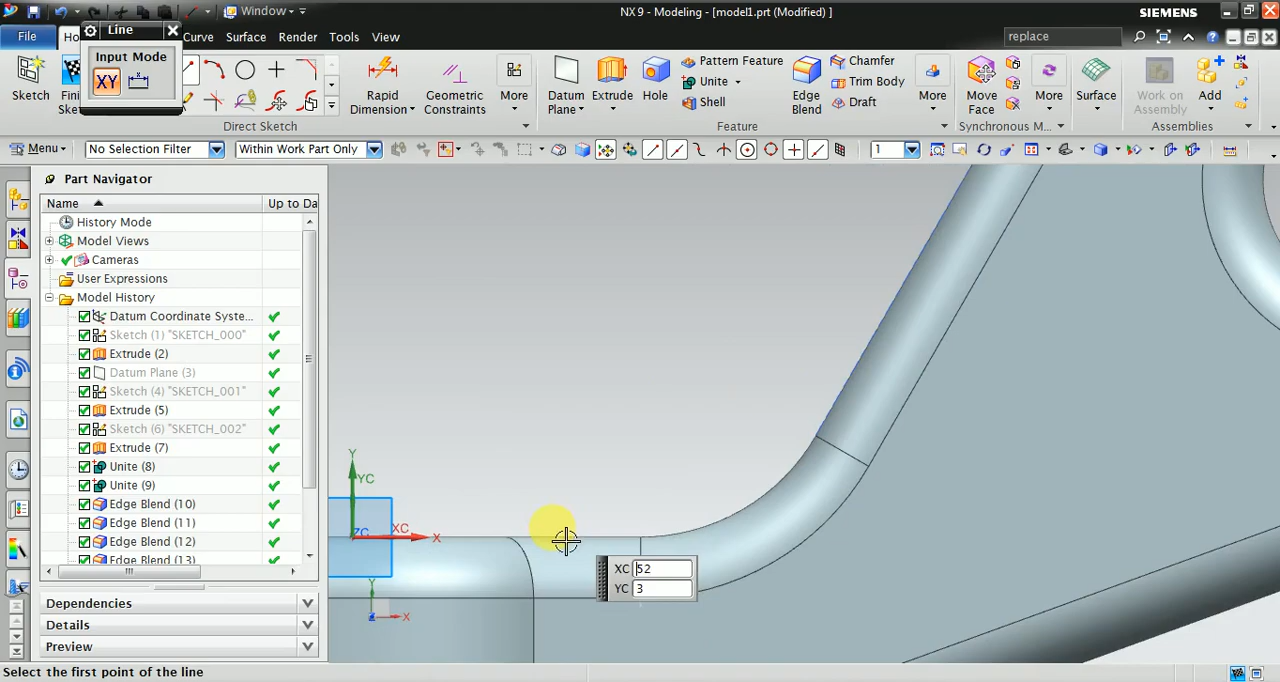 Window
NX 9 - Modeling - [model1.prt (Modified) ]
SIEMENS
Line
File
Ho
Curve
Surface
Render
Tools
View
replace
Input Mode
XY
Sketch
Fini
Sket
Rapid
Dimension
Geometric
Constraints
More
Datum
Plane
Extrude
Hole
Pattern Feature
Unite
Shell
Edge
Blend
Chamfer
Trim Body
Draft
More
Move
Face
More
Surface
Work on
Assembly
Add
Direct Sketch
Feature
Synchronous M...
Assemblies
Menu
No Selection Filter
Within Work Part Only
1
Part Navigator
Name
Up to Da
History Mode
Model Views
Cameras
User Expressions
Model History
Datum Coordinate Syste...
Sketch (1) "SKETCH_000"
Extrude (2)
Datum Plane (3)
Sketch (4) "SKETCH_001"
Extrude (5)
Sketch (6) "SKETCH_002"
Extrude (7)
Unite (8)
Unite (9)
Edge Blend (10)
Edge Blend (11)
Edge Blend (12)
Edge Blend (13)
Dependencies
Details
Preview
Y
YC
ZC
XC
X
Y
X
XC 52
YC 3
Select the first point of the line